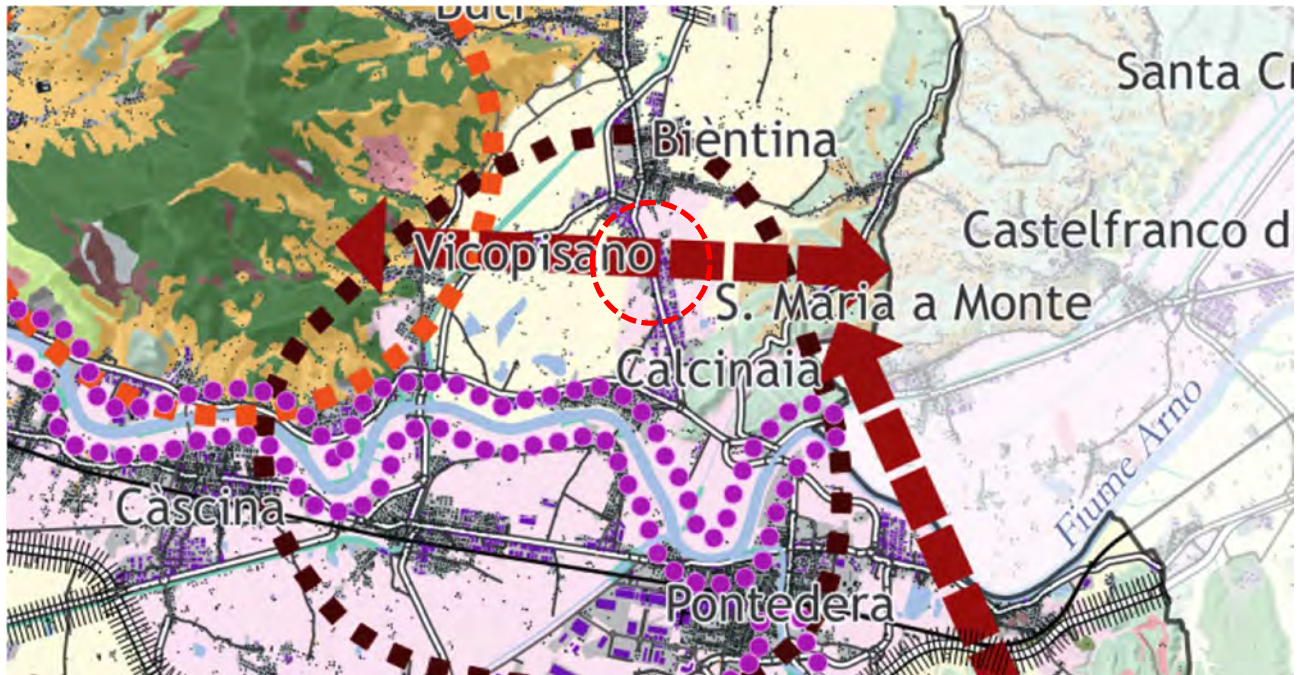 Buti
Santa Cr
Bièntina
Castelfranco d
Vicopisano
S. Maria a Monte
Calcinaia
Fiume Arno
Càscina
Pontedera